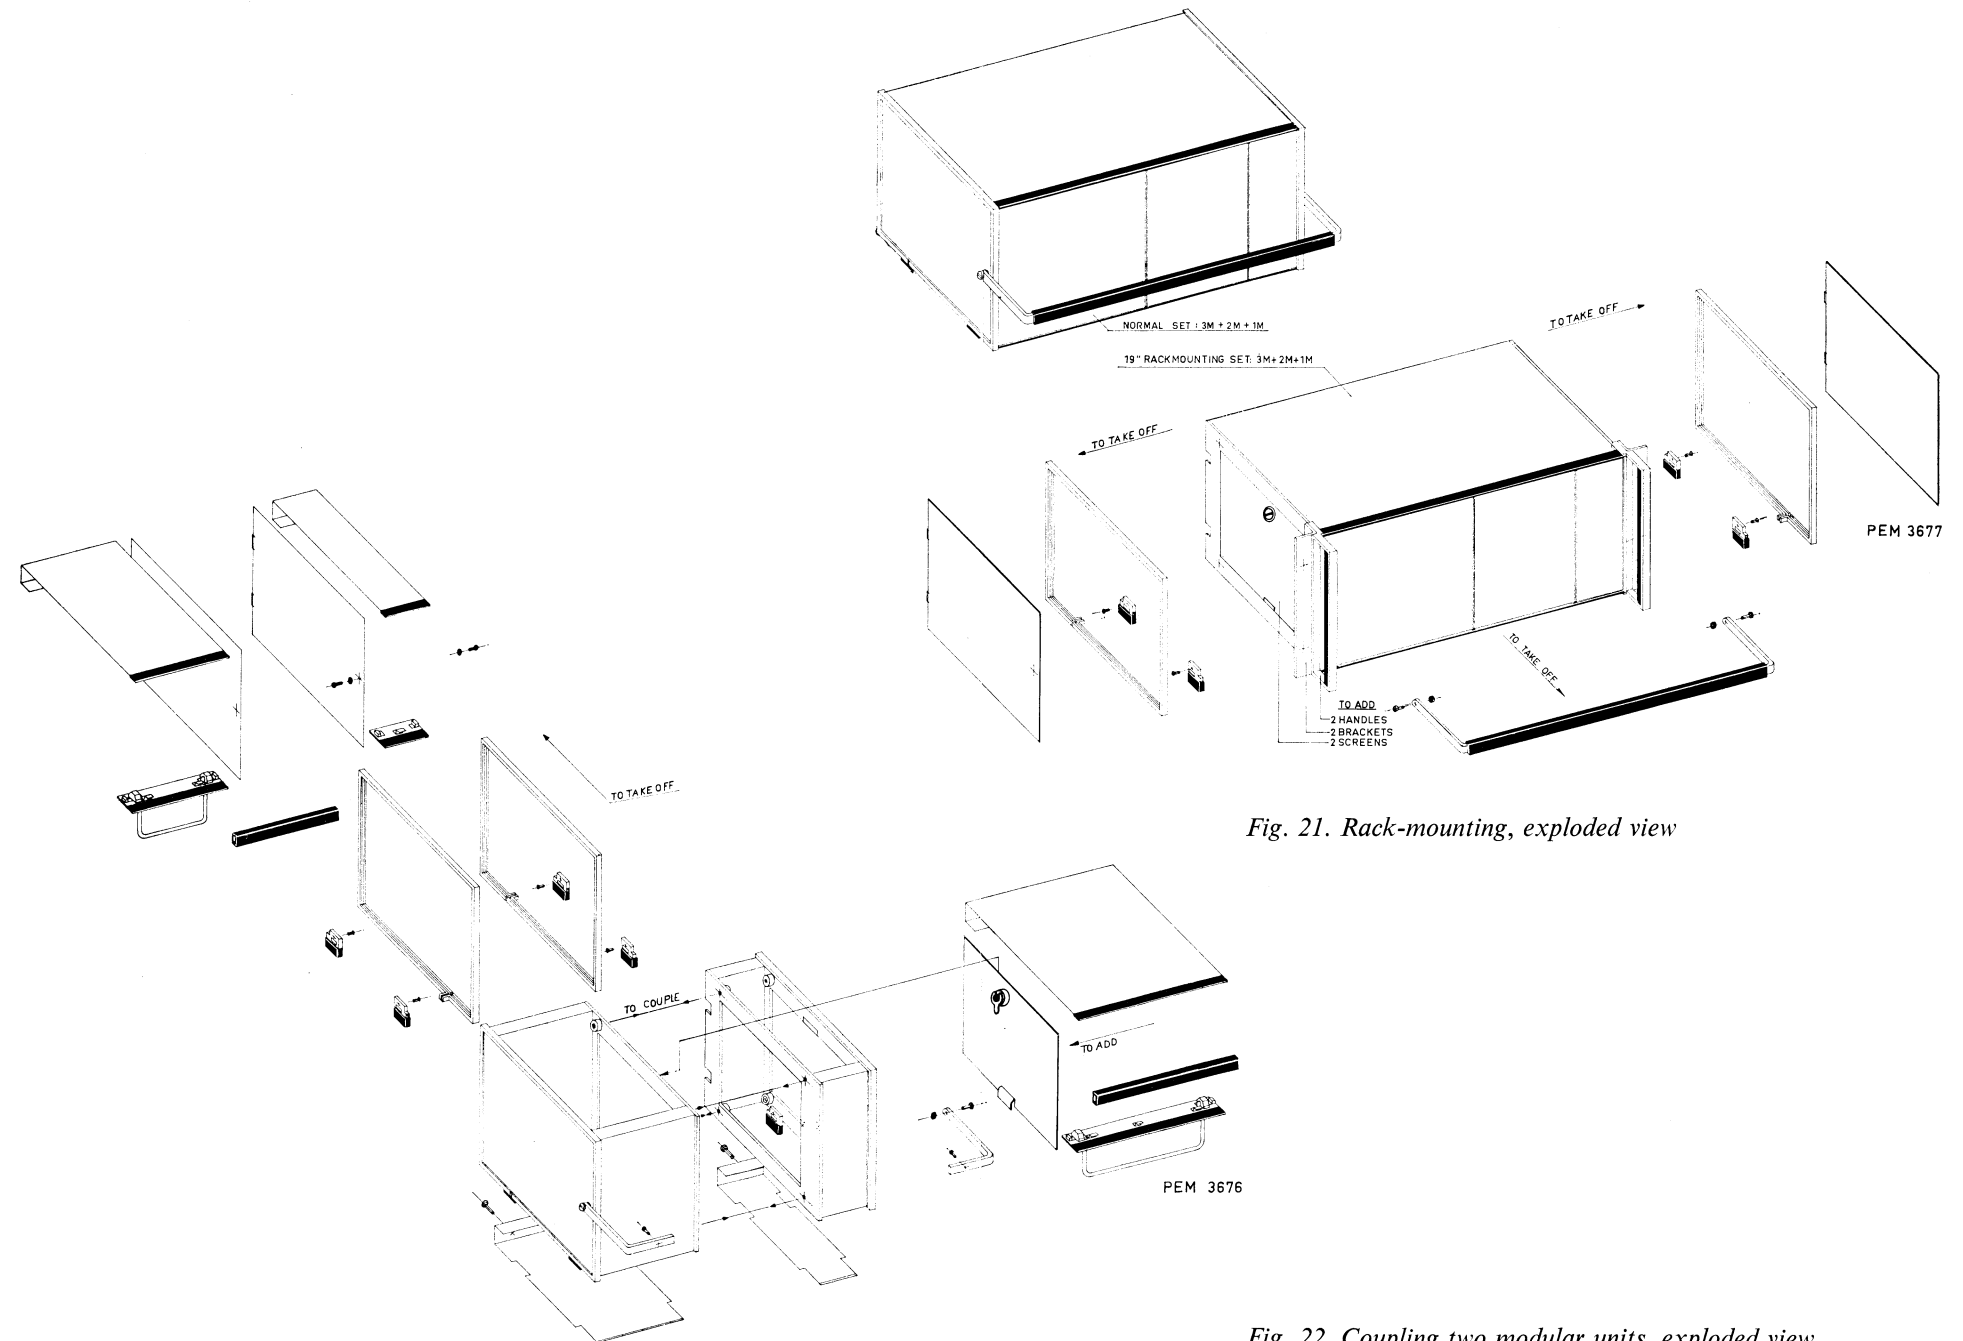 NORMAL SET : 3M + 2M + 1M
19" RACKMOUNTING SET: 3M+2M+1M
TO TAKE OFF
TO TAKE OFF
PEM 3677
TO TAKE OFF
TO ADD
2 HANDLES
2 BRACKETS
2 SCREENS
Fig. 21. Rack-mounting, exploded view
TO TAKE OFF
TO COUPLE
TO ADD
PEM 3676
Fig. 22. Coupling two modular units, exploded view